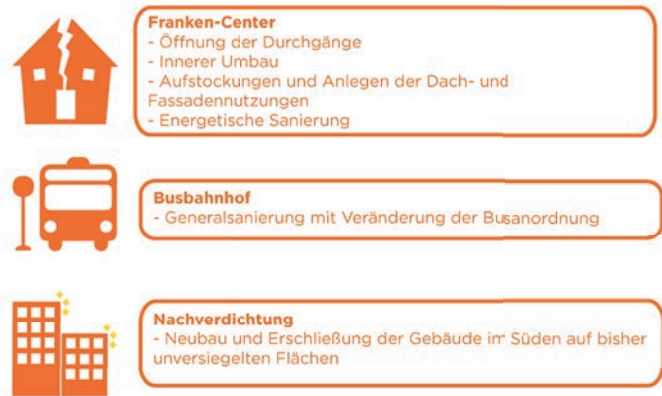 Franken-Center
- Öffnung der Durchgänge
- Innerer Umbau
- Aufstockungen und Anlegen der Dach- und
Fassadennutzungen
- Energetische Sanierung
Busbahnhof
- Generalsanierung mit Veränderung der Busanordnung
Nachverdichtung
- Neubau und Erschließung der Gebäude im Süden auf bisher
unversiegelten Flächen